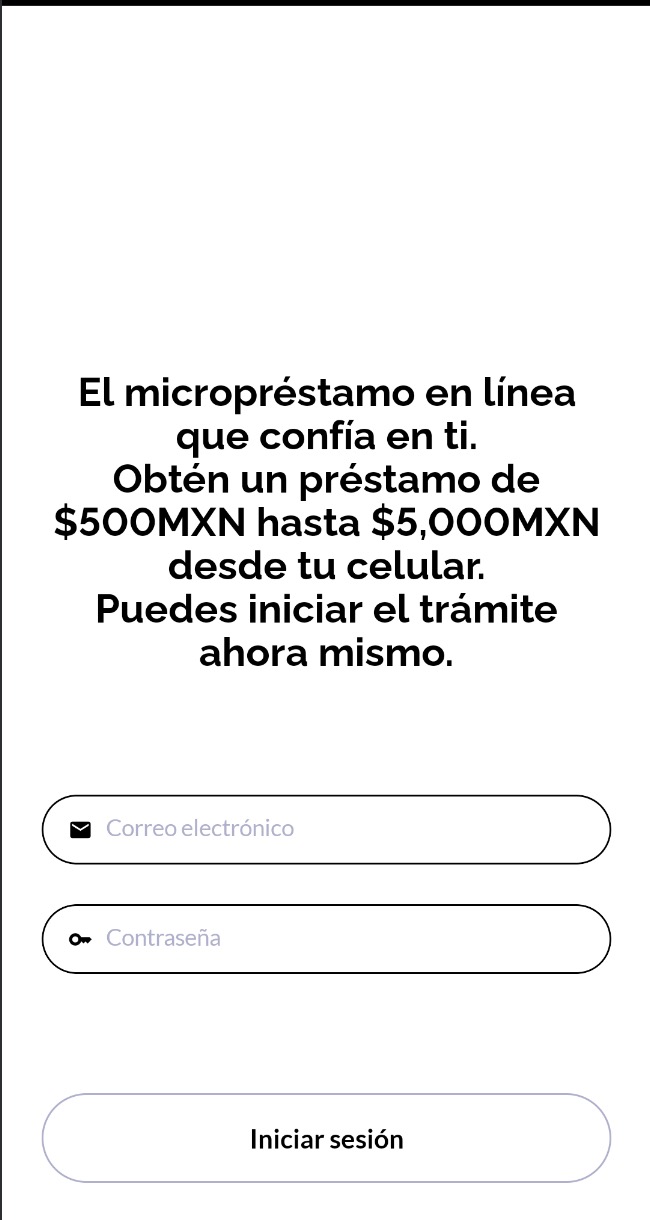 El micropréstamo en línea
que confía en ti.
Obtén un préstamo de
$500MXN hasta $5,000MXN
desde tu celular.
Puedes iniciar el trámite
ahora mismo.
Correo electrónico
Contraseña
Iniciar sesión